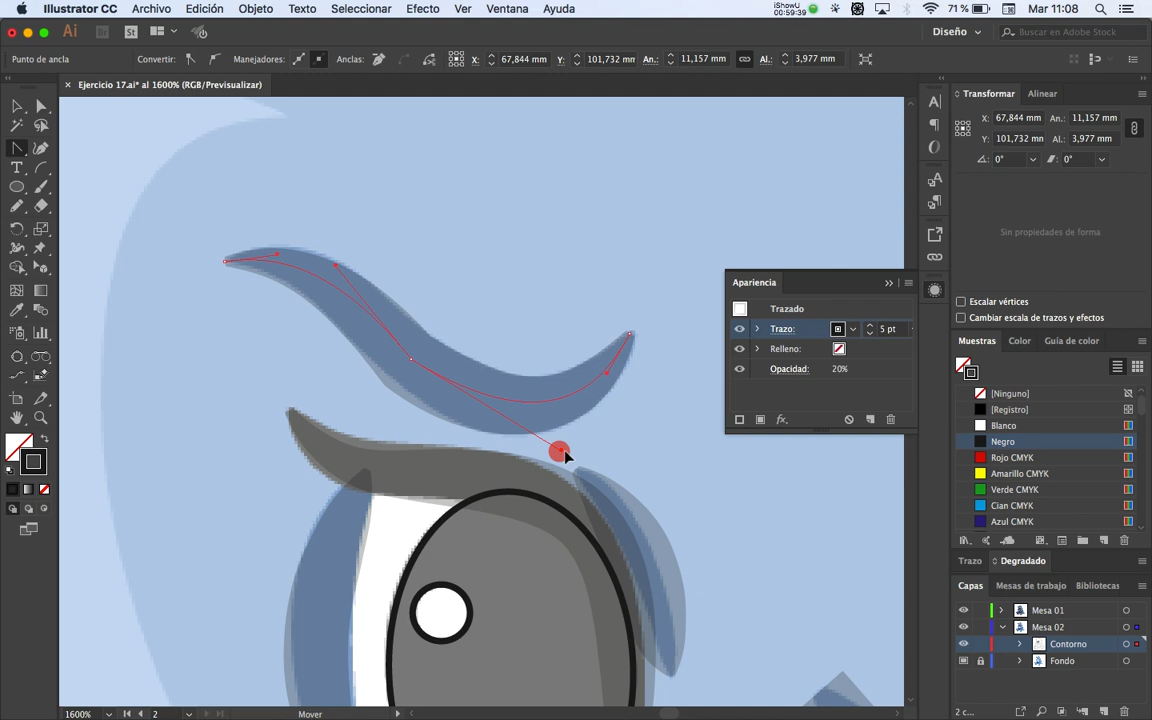 Illustrator CC Archivo Edición Objeto Texto Seleccionar Efecto Ver Ventana Ayuda iShowU 00:59:39 71 % Mar 11:08
Ai Br St Diseño Buscar en Adobe Stock
Punto de ancla Convertir: Manejadores: Anclas: X: 67,844 mm Y: 101,732 mm An.: 11,157 mm Al.: 3,977 mm
Ejercicio 17.ai* al 1600% (RGB/Previsualizar)
Transformar Alinear
X: 67,844 mm An.: 11,157 mm
Y: 101,732 mm Al.: 3,977 mm
0° 0°
Sin propiedades de forma
Apariencia
Trazado
Trazo: 5 pt
Relleno:
Opacidad: 20%
fx
Escalar vértices
Cambiar escala de trazos y efectos
Muestras Color Guía de color
[Ninguno]
[Registro]
Blanco
Negro
Rojo CMYK
Amarillo CMYK
Verde CMYK
Cian CMYK
Azul CMYK
Trazo Degradado
Capas Mesas de trabajo Bibliotecas
Mesa 01
Mesa 02
Contorno
Fondo
1600% 2 Mover 2 c...